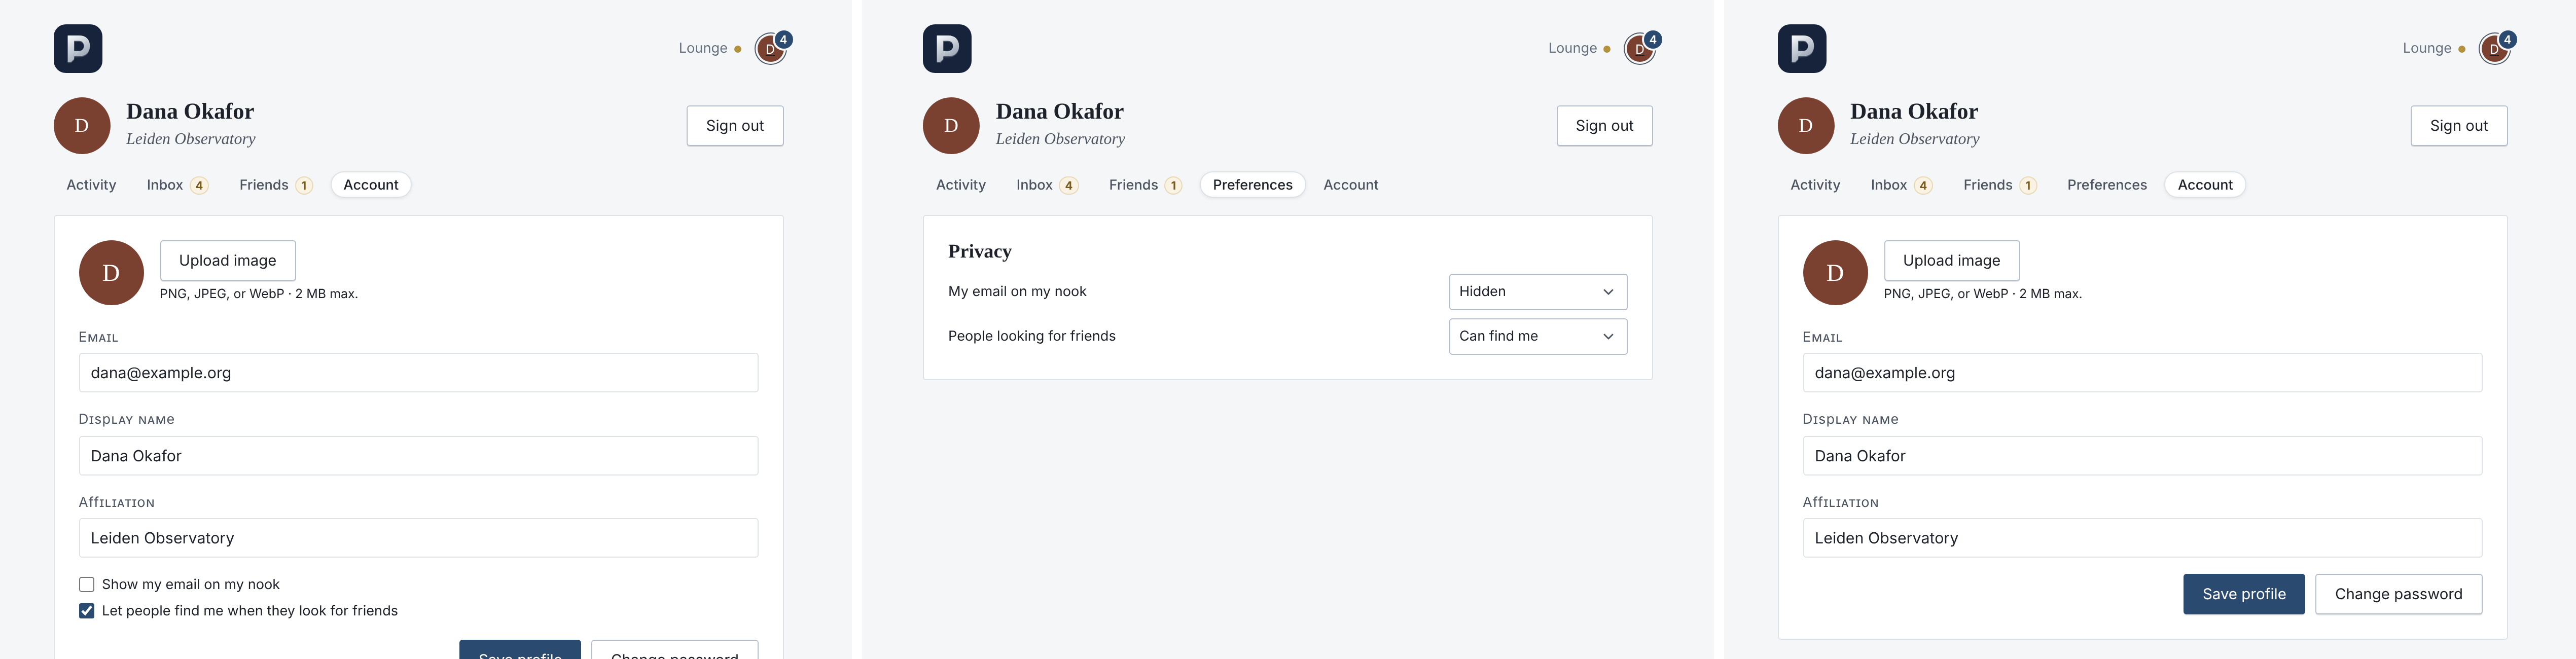 P
Lounge
D
4
D
Dana Okafor
Leiden Observatory
Sign out
Activity
Inbox 4
Friends 1
Account
D
Upload image
PNG, JPEG, or WebP · 2 MB max.
Email
dana@example.org
Display name
Dana Okafor
Affiliation
Leiden Observatory
Show my email on my nook
Let people find me when they look for friends
Save profile
Change password
P
Lounge
D
4
D
Dana Okafor
Leiden Observatory
Sign out
Activity
Inbox 4
Friends 1
Preferences
Account
Privacy
My email on my nook
Hidden
People looking for friends
Can find me
P
Lounge
D
4
D
Dana Okafor
Leiden Observatory
Sign out
Activity
Inbox 4
Friends 1
Preferences
Account
D
Upload image
PNG, JPEG, or WebP · 2 MB max.
Email
dana@example.org
Display name
Dana Okafor
Affiliation
Leiden Observatory
Save profile
Change password